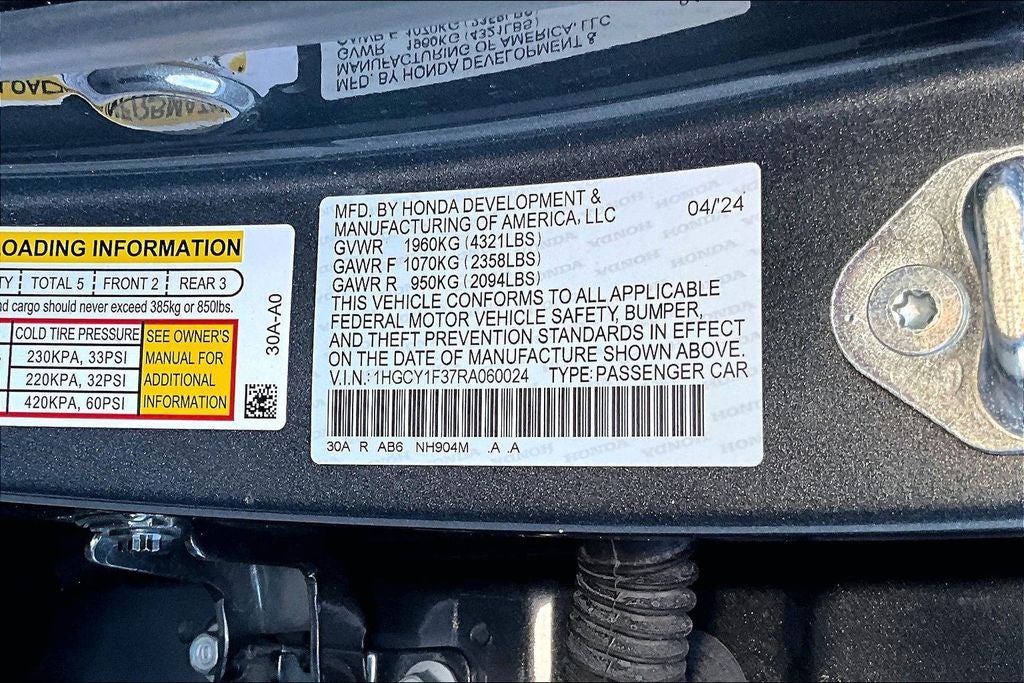 MFD. BY HONDA DEVELOPMENT &
MANUFACTURING OF AMERICA, LLC
04/'24
GVWR 1960KG (4321LBS)
GAWR F 1070KG (2358LBS)
GAWR R 950KG (2094LBS)
THIS VEHICLE CONFORMS TO ALL APPLICABLE
FEDERAL MOTOR VEHICLE SAFETY, BUMPER,
AND THEFT PREVENTION STANDARDS IN EFFECT
ON THE DATE OF MANUFACTURE SHOWN ABOVE.
V.I.N.: 1HGCY1F37RA060024 TYPE: PASSENGER CAR
30A R AB6 NH904M .A .A
LOADING INFORMATION
TOTAL 5 FRONT 2 REAR 3
cargo should never exceed 385kg or 850lbs.
COLD TIRE PRESSURE
230KPA, 33PSI
220KPA, 32PSI
420KPA, 60PSI
SEE OWNER'S
MANUAL FOR
ADDITIONAL
INFORMATION
30A-A0